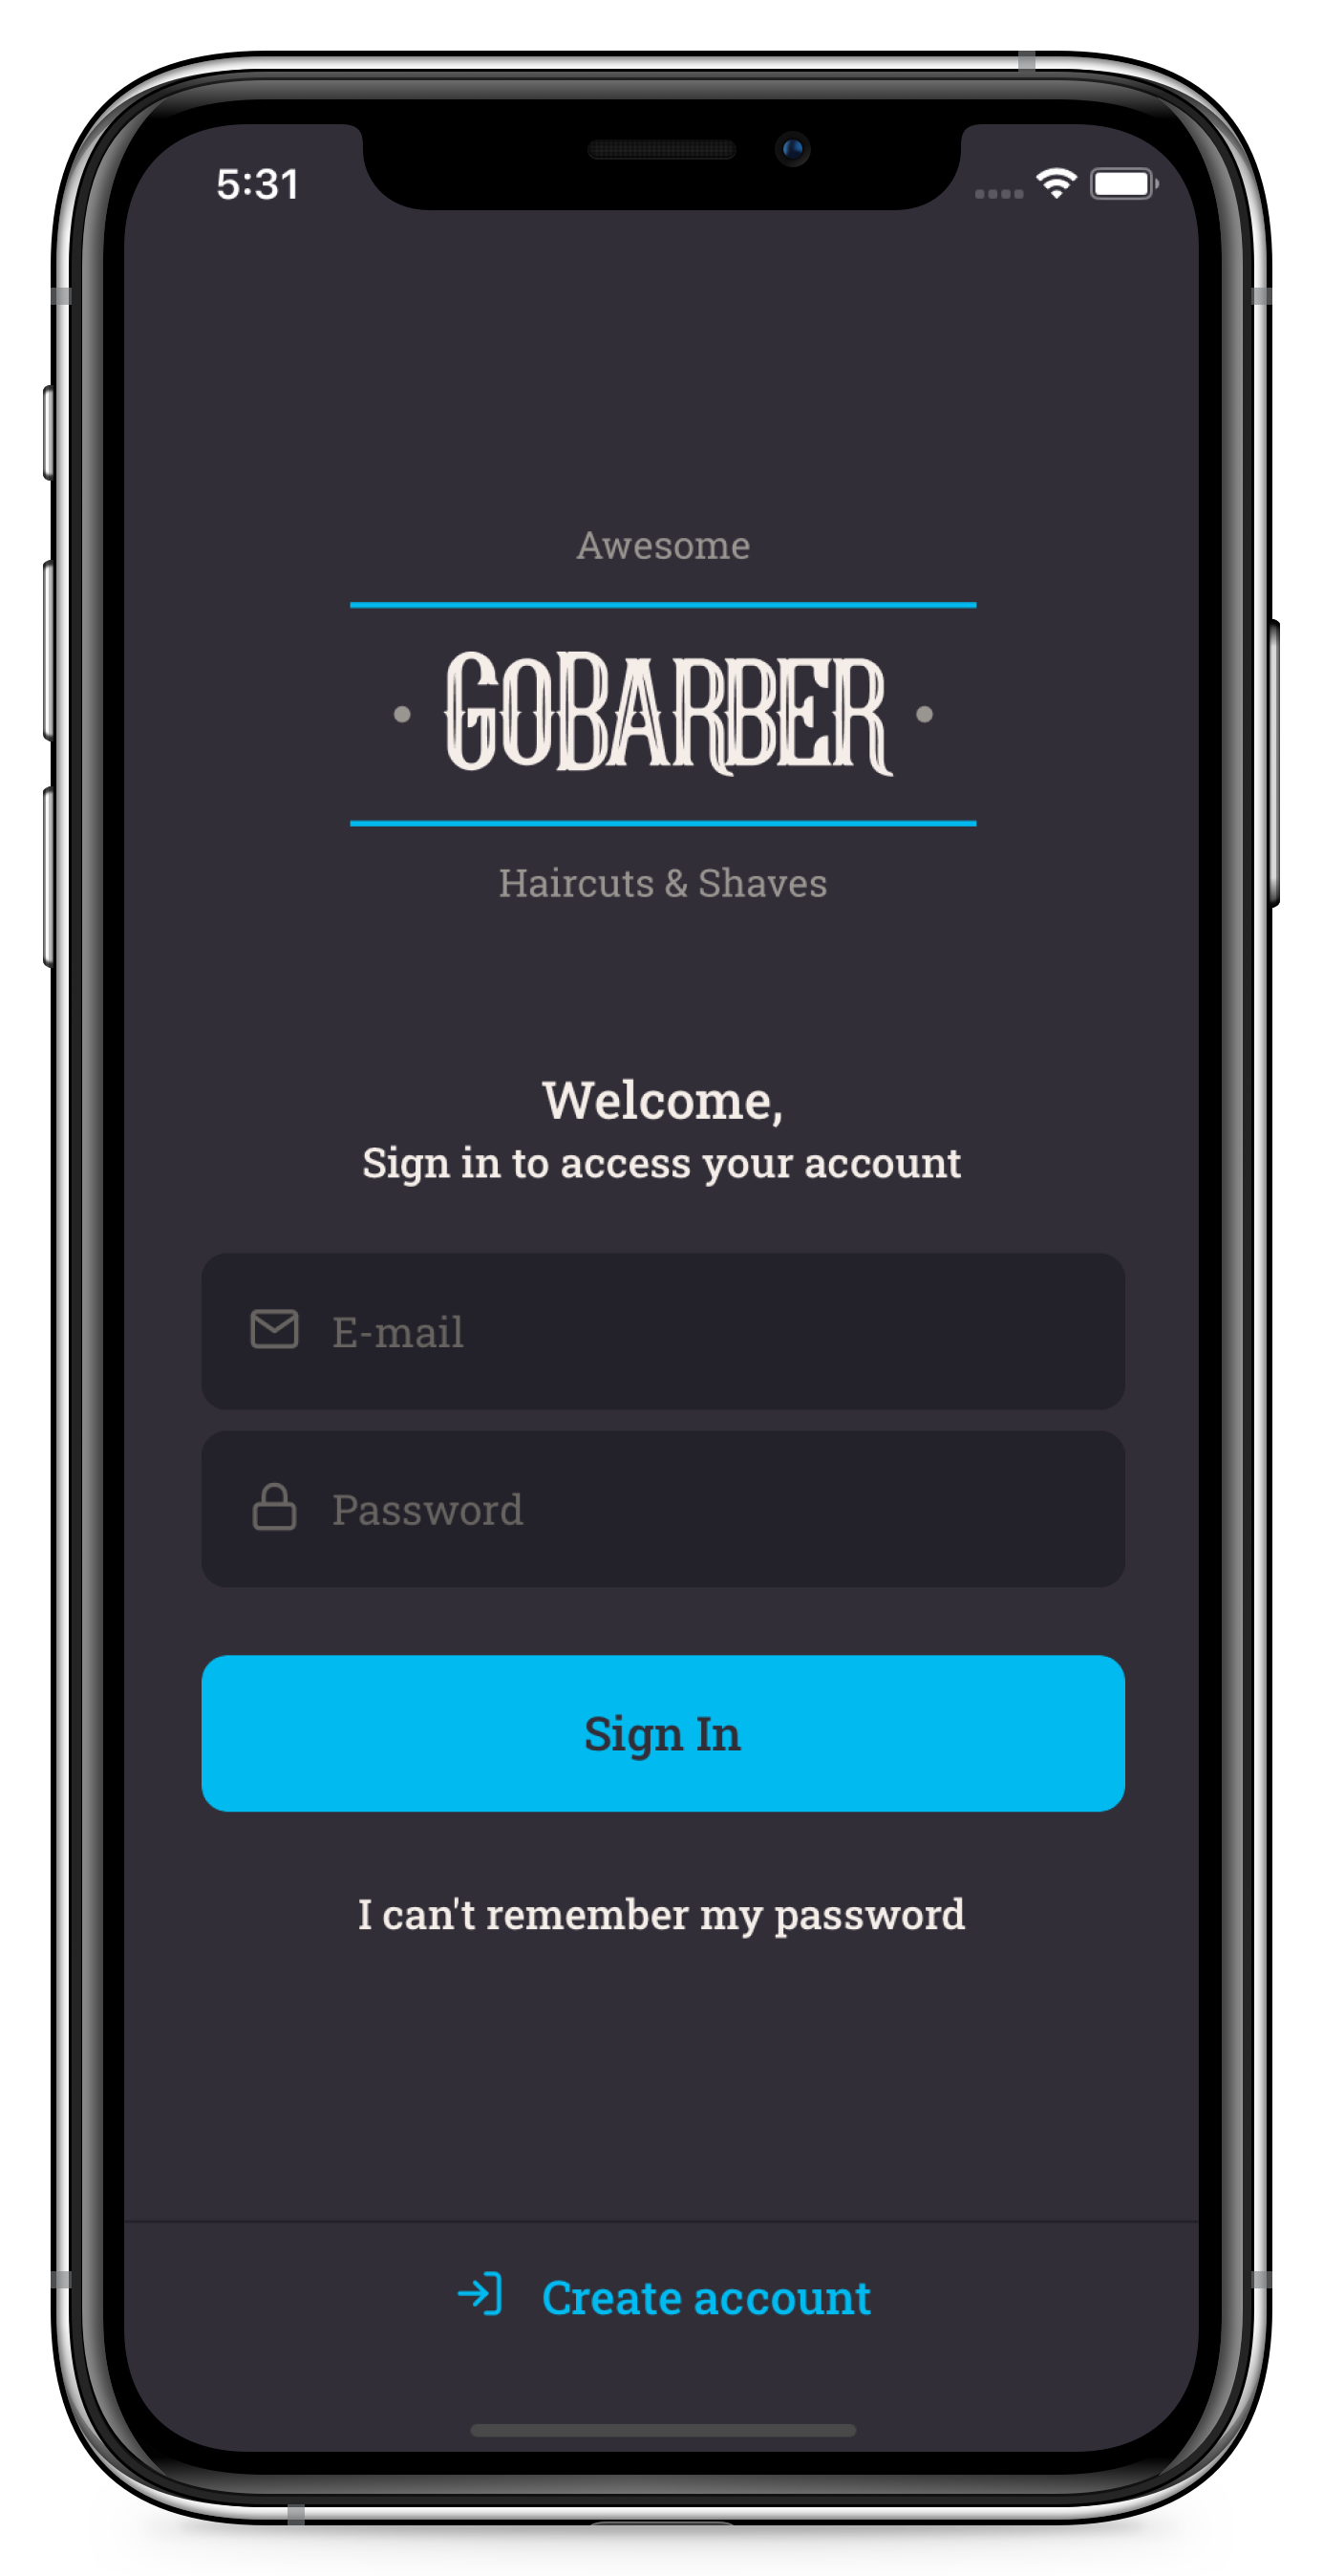 5:31
Awesome
GOBARBER
Haircuts & Shaves
Welcome,
Sign in to access your account
E-mail
Password
Sign In
I can't remember my password
Create account